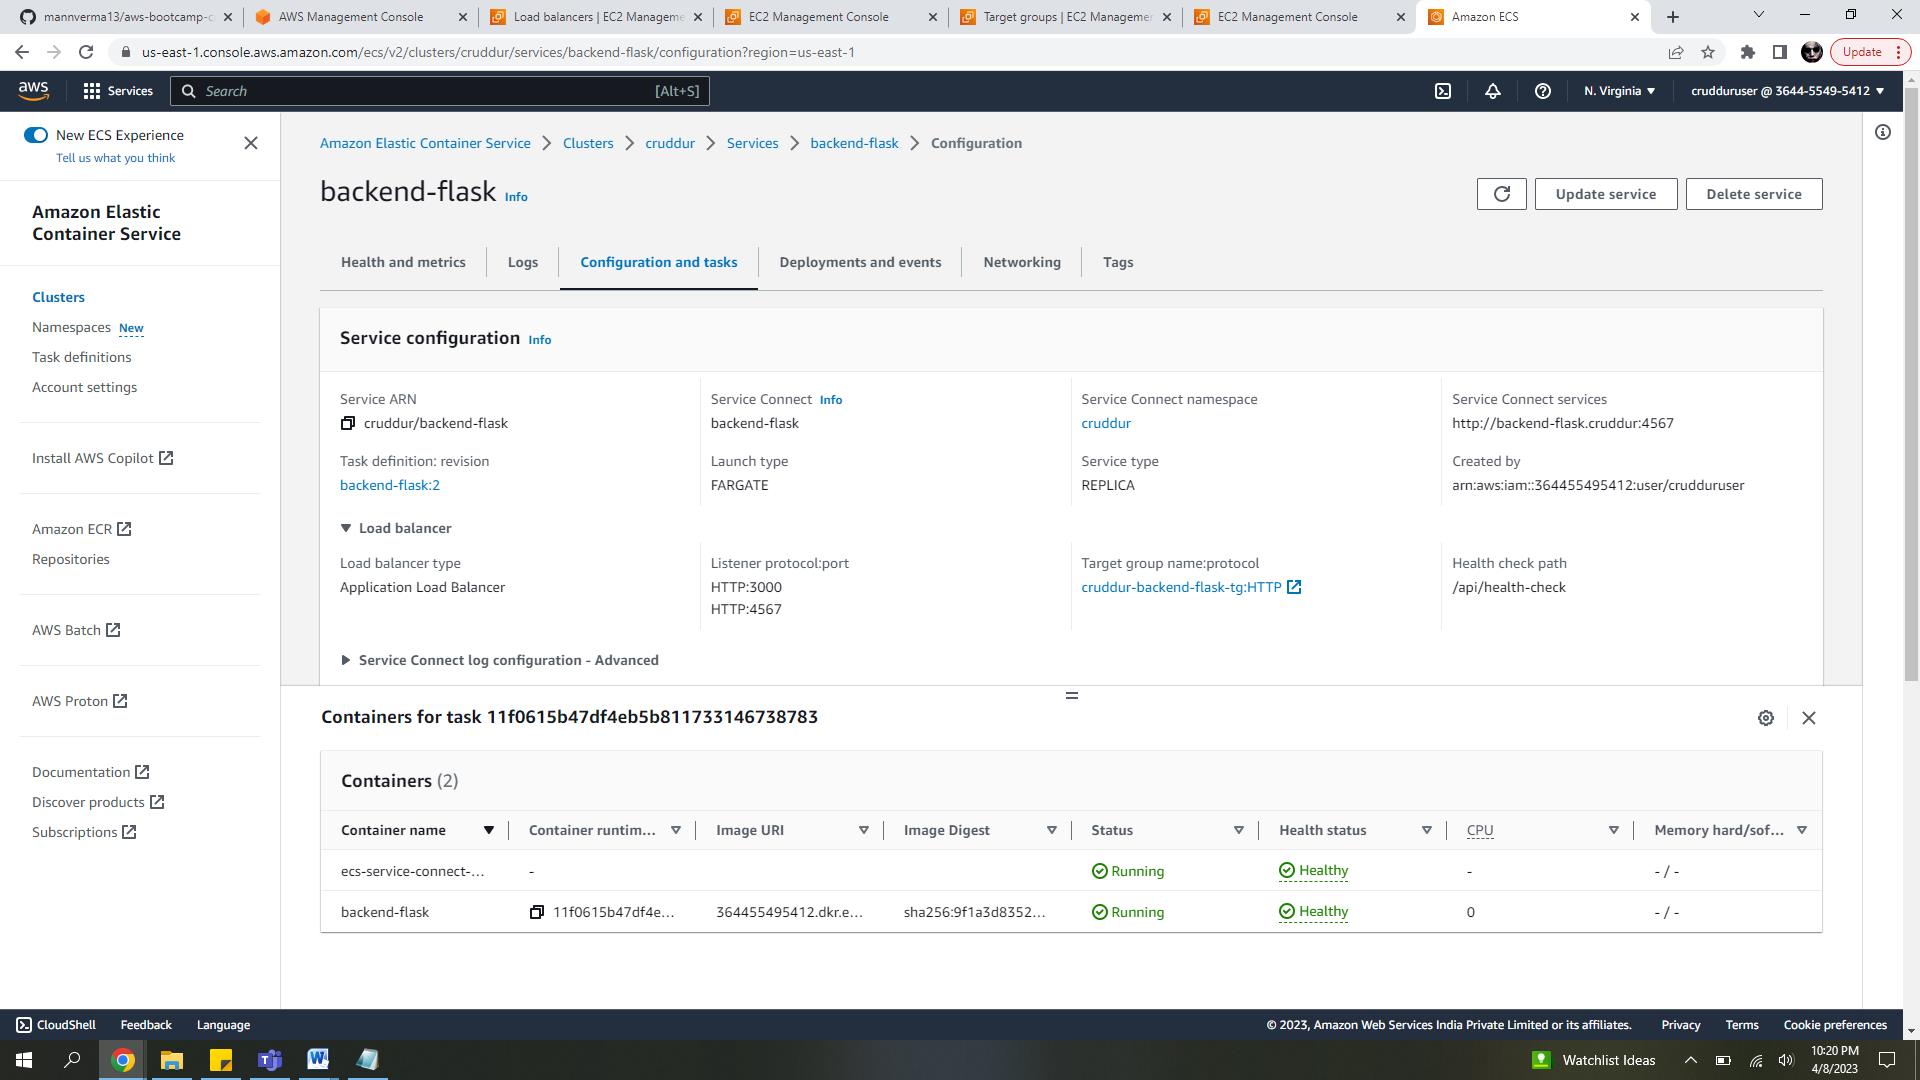 mannverma13/aws-bootcamp-c
AWS Management Console
Load balancers | EC2 Manageme
EC2 Management Console
Target groups | EC2 Managemen
EC2 Management Console
Amazon ECS
us-east-1.console.aws.amazon.com/ecs/v2/clusters/cruddur/services/backend-flask/configuration?region=us-east-1
Update
aws
Services
Search
[Alt+S]
N. Virginia
crudduruser @ 3644-5549-5412
New ECS Experience
Tell us what you think
Amazon Elastic
Container Service
Clusters
Namespaces New
Task definitions
Account settings
Install AWS Copilot
Amazon ECR
Repositories
AWS Batch
AWS Proton
Documentation
Discover products
Subscriptions
Amazon Elastic Container Service
Clusters
cruddur
Services
backend-flask
Configuration
backend-flask Info
Update service
Delete service
Health and metrics
Logs
Configuration and tasks
Deployments and events
Networking
Tags
Service configuration Info
Service ARN
cruddur/backend-flask
Service Connect Info
backend-flask
Service Connect namespace
cruddur
Service Connect services
http://backend-flask.cruddur:4567
Task definition: revision
backend-flask:2
Launch type
FARGATE
Service type
REPLICA
Created by
arn:aws:iam::364455495412:user/crudduruser
Load balancer
Load balancer type
Application Load Balancer
Listener protocol:port
HTTP:3000
HTTP:4567
Target group name:protocol
cruddur-backend-flask-tg:HTTP
Health check path
/api/health-check
Service Connect log configuration - Advanced
Containers for task 11f0615b47df4eb5b811733146738783
Containers (2)
Container name
Container runtim...
Image URI
Image Digest
Status
Health status
CPU
Memory hard/sof...
ecs-service-connect-...
-
Running
Healthy
-
- / -
backend-flask
11f0615b47df4e...
364455495412.dkr.e...
sha256:9f1a3d8352...
Running
Healthy
0
- / -
CloudShell
Feedback
Language
© 2023, Amazon Web Services India Private Limited or its affiliates.
Privacy
Terms
Cookie preferences
Watchlist Ideas
10:20 PM
4/8/2023